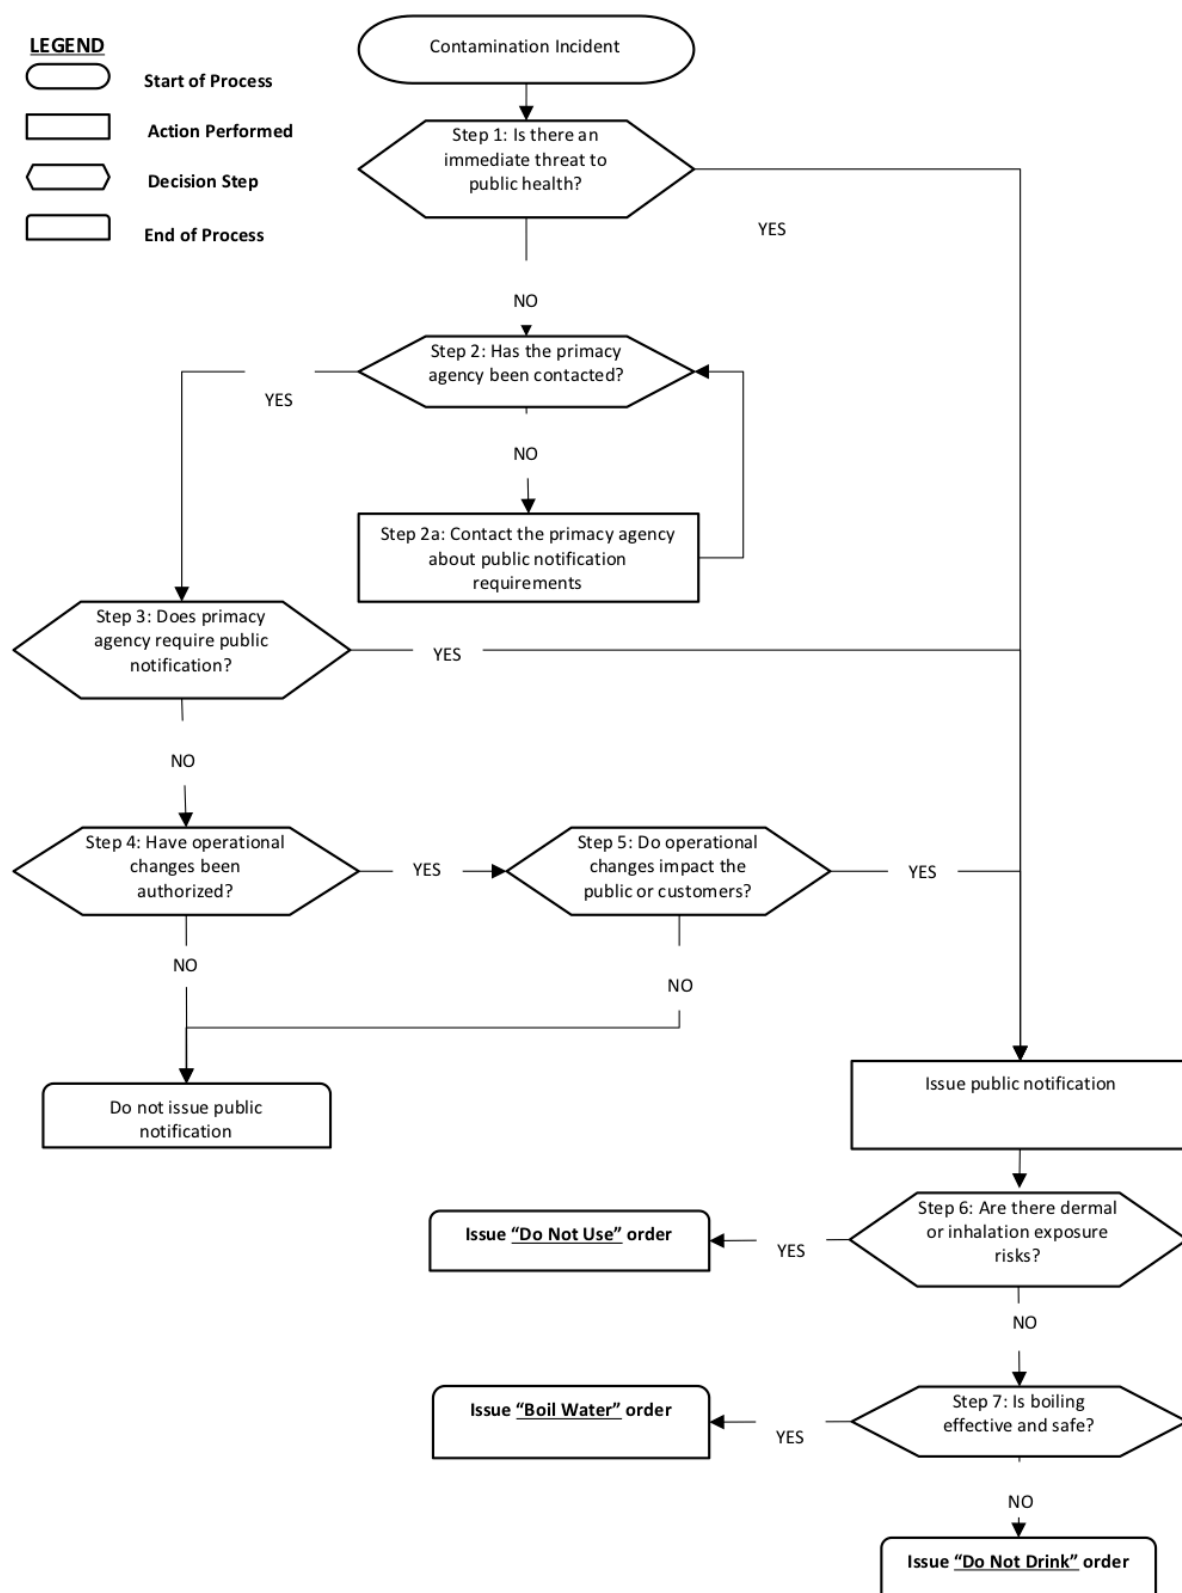 LEGEND
Start of Process
Action Performed
Decision Step
End of Process
Contamination Incident
Step 1: Is there an
immediate threat to
public health?
YES
NO
Step 2: Has the primacy
agency been contacted?
YES
NO
Step 2a: Contact the primacy agency
about public notification
requirements
Step 3: Does primacy
agency require public
notification?
YES
NO
Step 4: Have operational
changes been
authorized?
YES
Step 5: Do operational
changes impact the
public or customers?
YES
NO
NO
Do not issue public
notification
Issue public notification
Step 6: Are there dermal
or inhalation exposure
risks?
YES
Issue “Do Not Use” order
NO
Step 7: Is boiling
effective and safe?
YES
Issue “Boil Water” order
NO
Issue “Do Not Drink” order